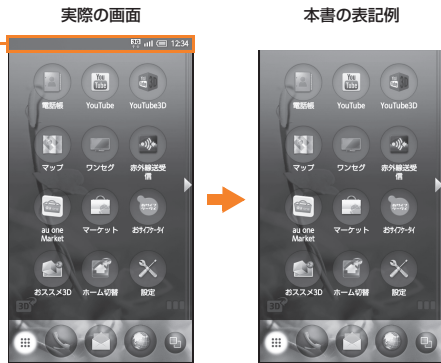 実際の画面
本書の表記例
3G 12:34
電話帳 YouTube YouTube3D
マップ ワンセグ 赤外線送受信
au one Market マーケット おサイフケータイ
おススメ3D ホーム切替 設定
3D
電話帳 YouTube YouTube3D
マップ ワンセグ 赤外線送受信
au one Market マーケット おサイフケータイ
おススメ3D ホーム切替 設定
3D